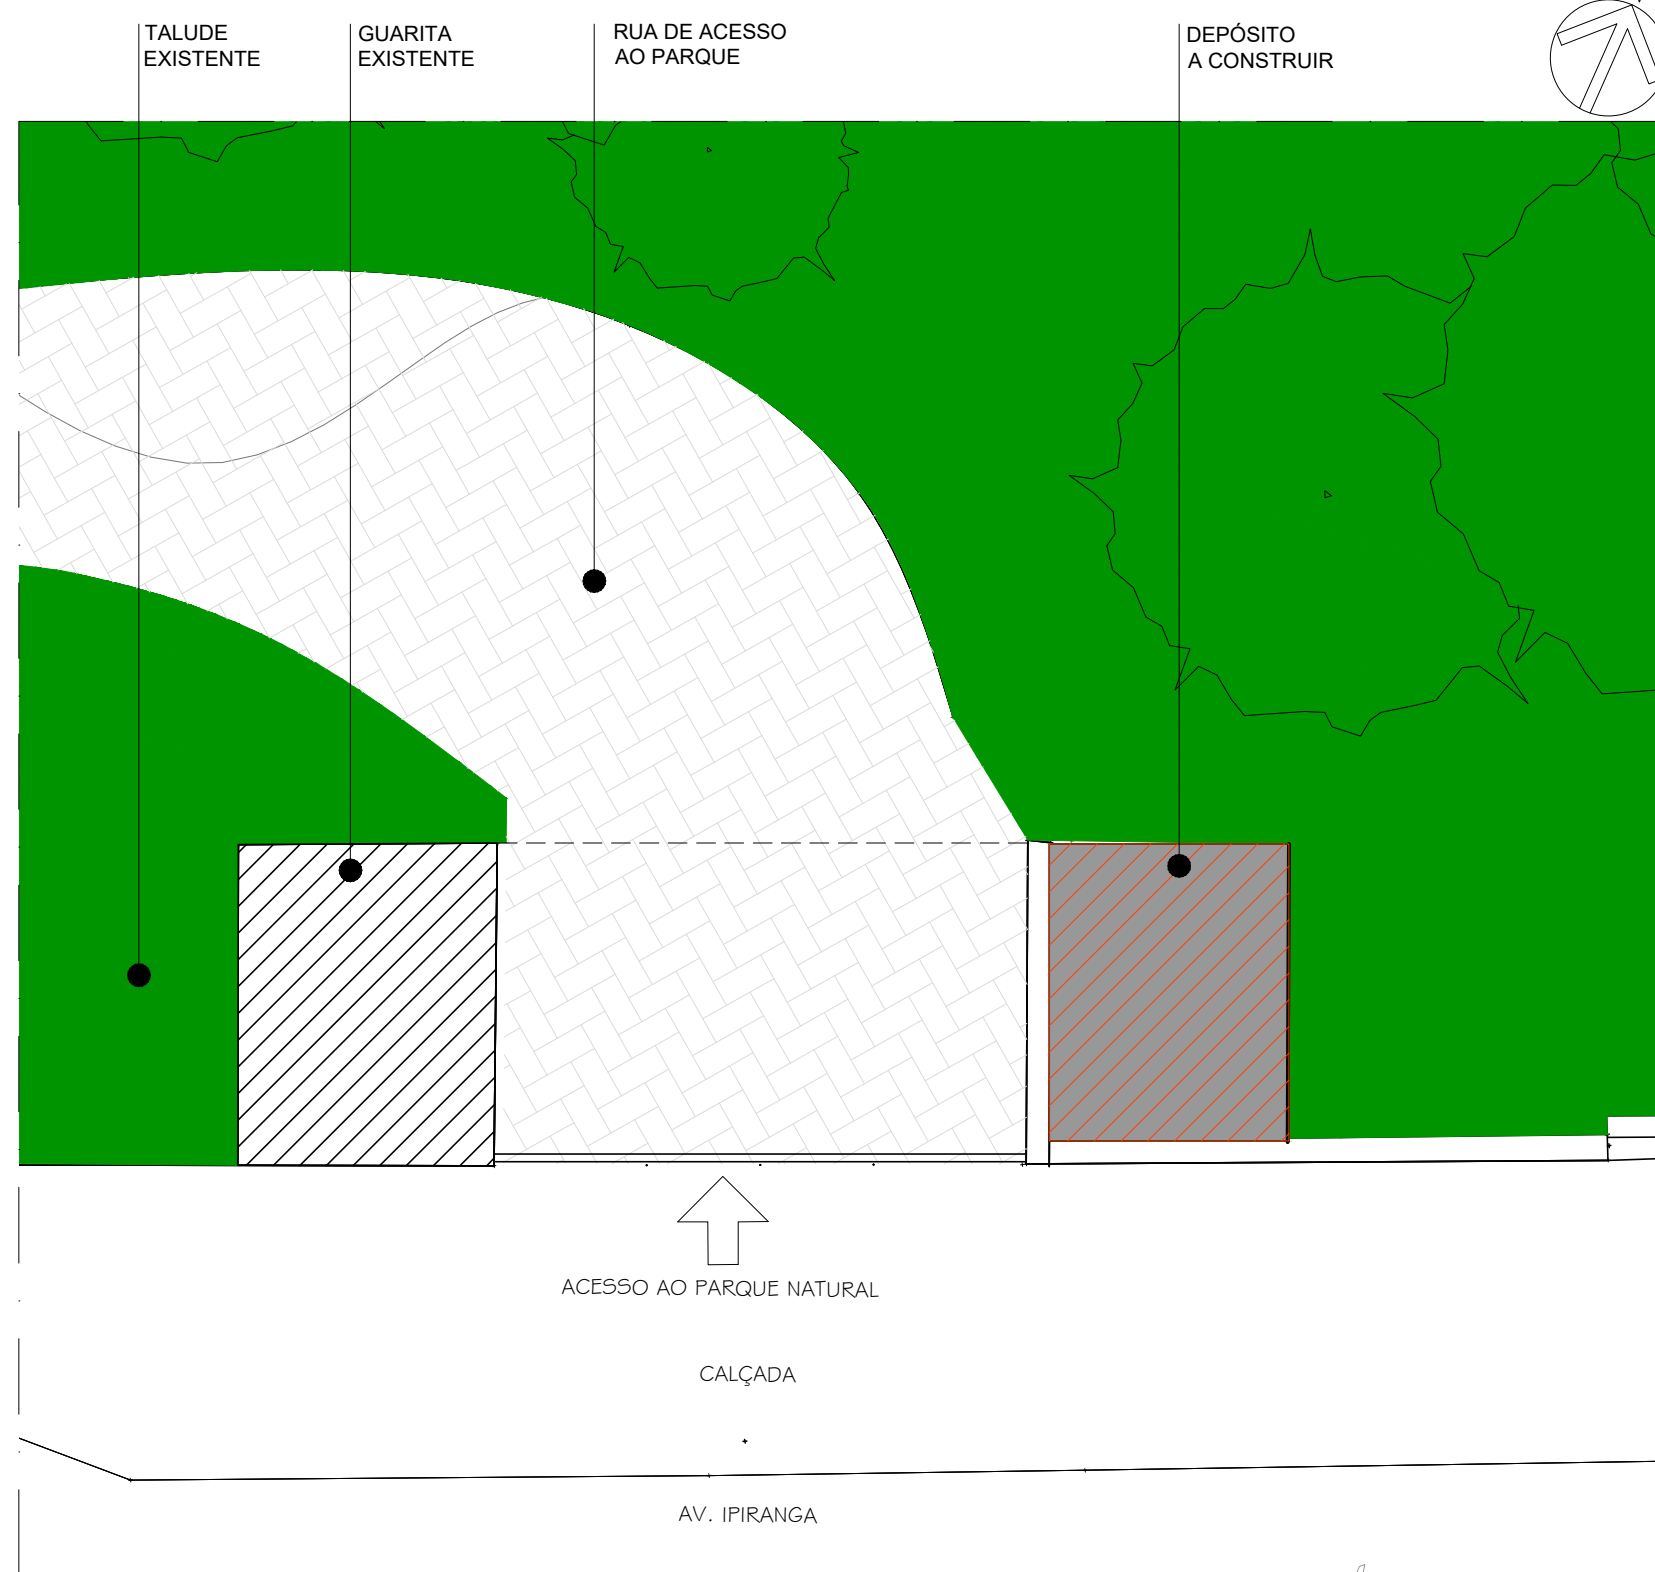 TALUDE
EXISTENTE
GUARITA
EXISTENTE
RUA DE ACESSO
AO PARQUE
DEPÓSITO
A CONSTRUIR
ACESSO AO PARQUE NATURAL
CALÇADA
AV. IPIRANGA